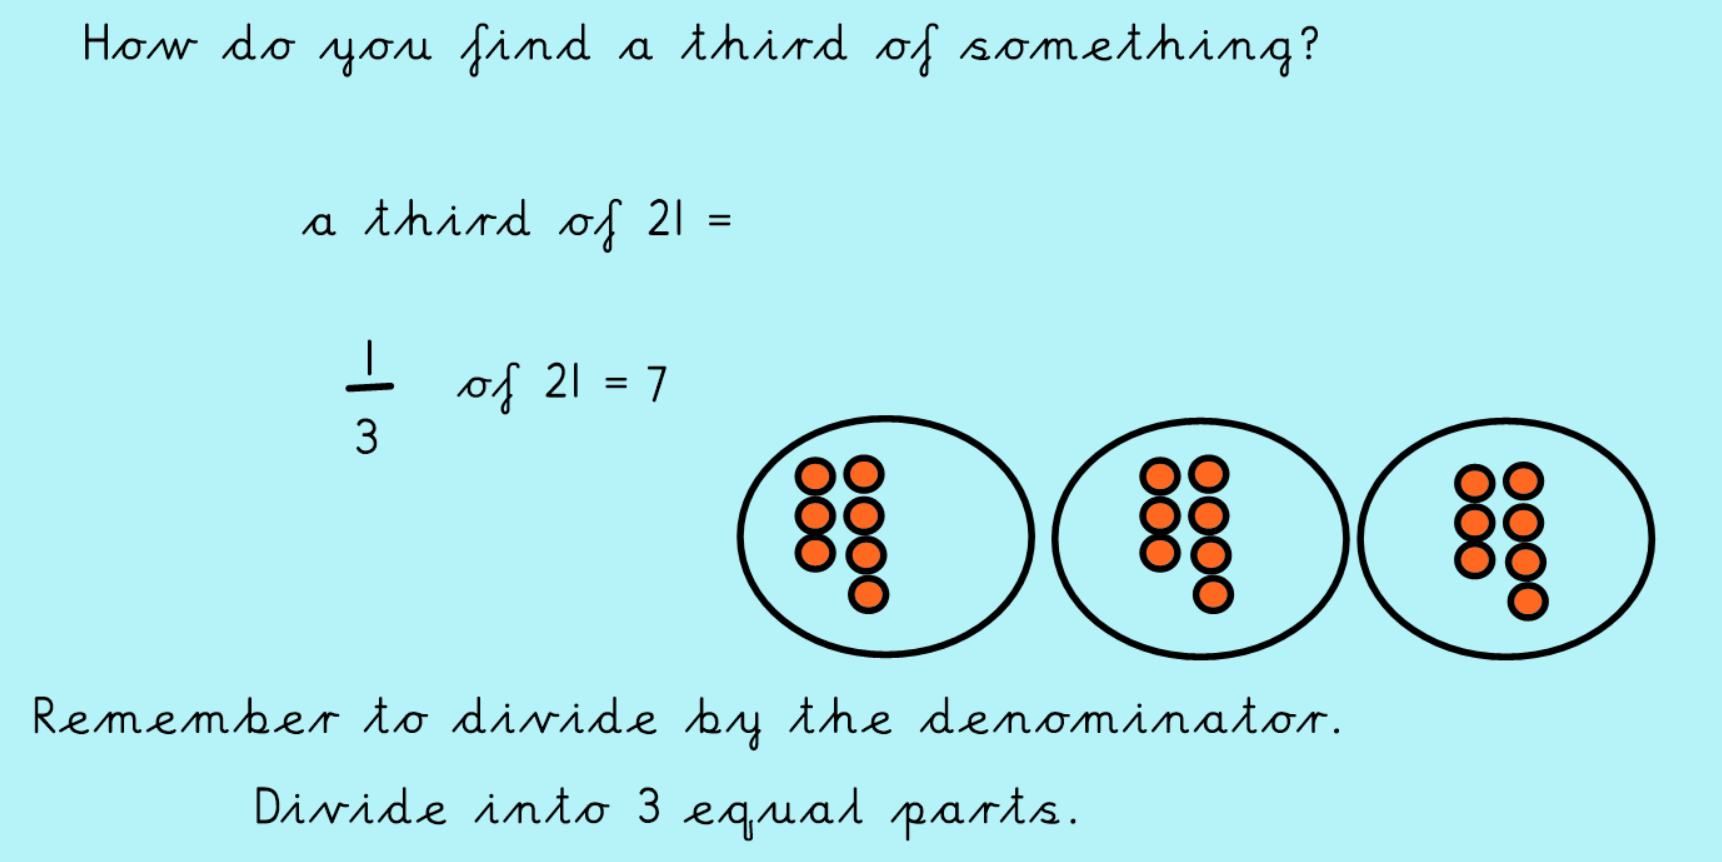 How do you find a third of something?
a third of 21 =
1
3
of 21 = 7
Remember to divide by the denominator.
Divide into 3 equal parts.